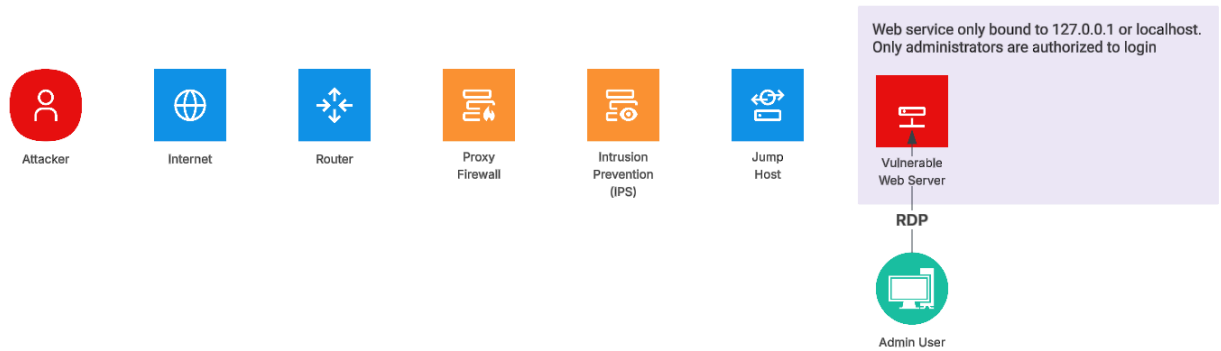 Web service only bound to 127.0.0.1 or localhost.
Only administrators are authorized to login
Attacker
Internet
Router
Proxy
Firewall
Intrusion
Prevention
(IPS)
Jump
Host
Vulnerable
Web Server
RDP
Admin User